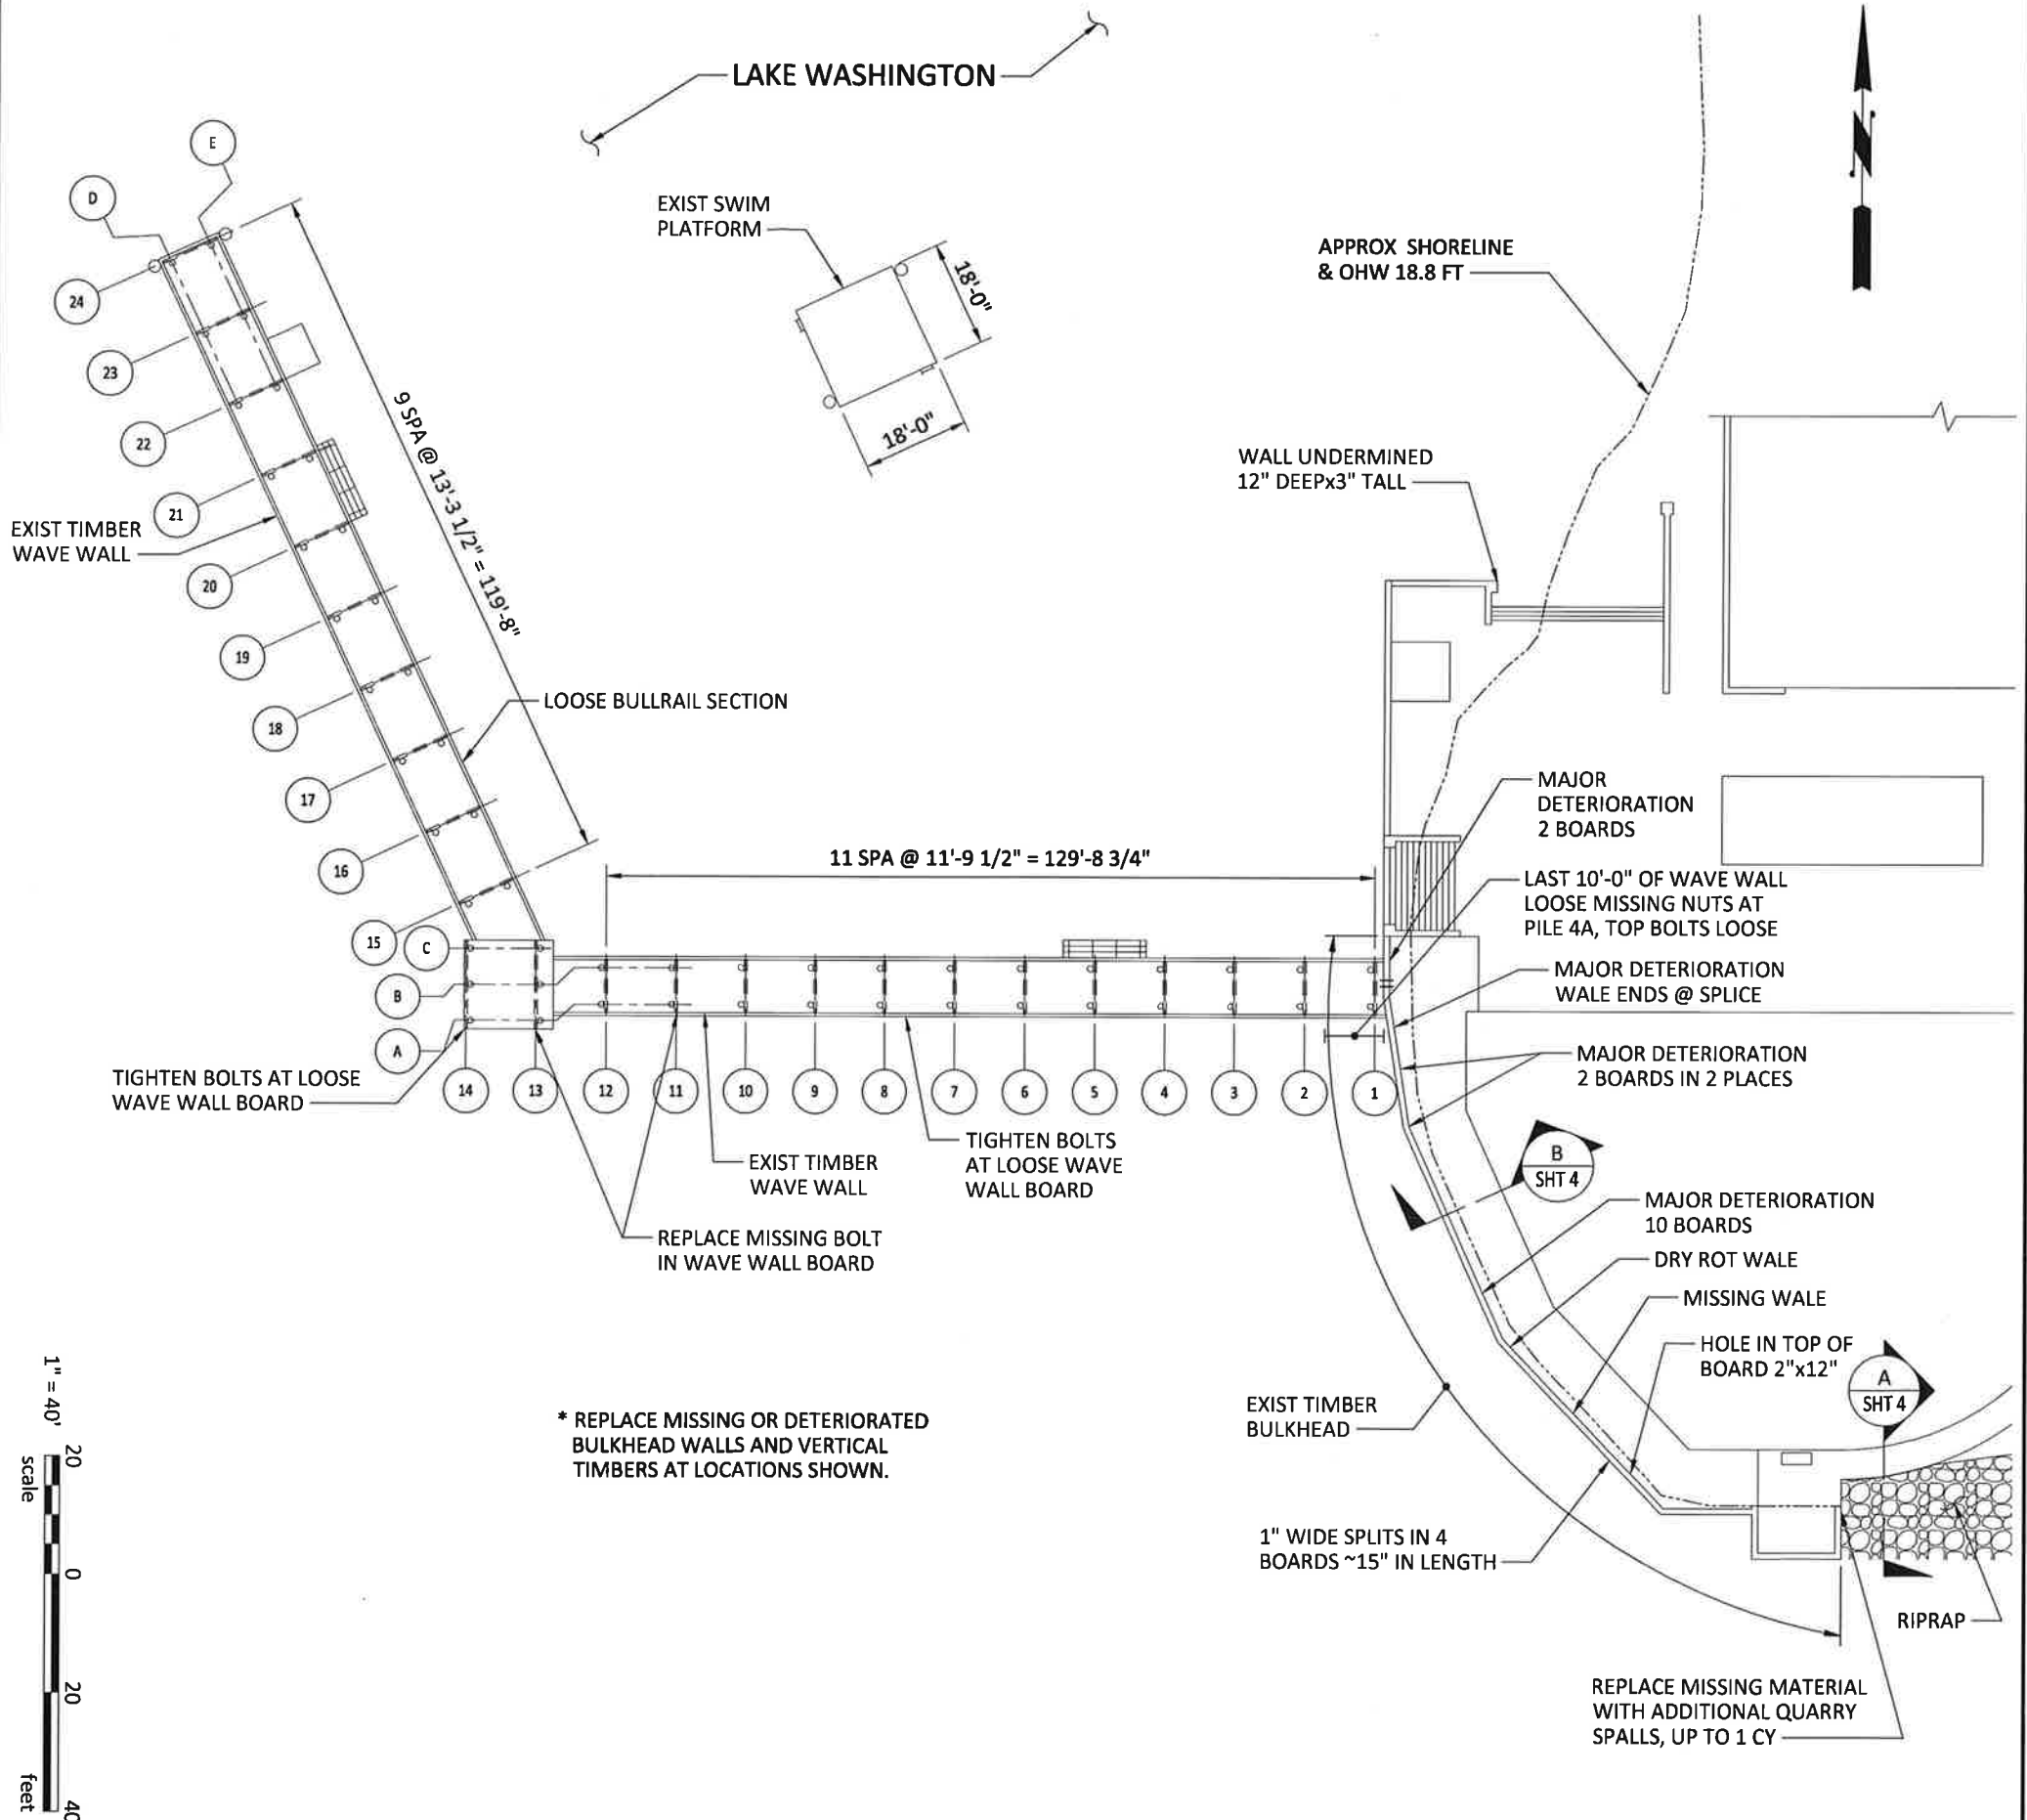 LAKE WASHINGTON
N
E
D
24
23
22
21
20
19
18
17
16
15
EXIST SWIM
PLATFORM
18'-0"
18'-0"
APPROX SHORELINE
& OHW 18.8 FT
9 SPA @ 13'-3 1/2" = 119'-8"
EXIST TIMBER
WAVE WALL
WALL UNDERMINED
12" DEEPx3" TALL
LOOSE BULLRAIL SECTION
MAJOR
DETERIORATION
2 BOARDS
11 SPA @ 11'-9 1/2" = 129'-8 3/4"
LAST 10'-0" OF WAVE WALL
LOOSE MISSING NUTS AT
PILE 4A, TOP BOLTS LOOSE
C
B
A
MAJOR DETERIORATION
WALE ENDS @ SPLICE
MAJOR DETERIORATION
2 BOARDS IN 2 PLACES
TIGHTEN BOLTS AT LOOSE
WAVE WALL BOARD
14
13
12
11
10
9
8
7
6
5
4
3
2
1
EXIST TIMBER
WAVE WALL
TIGHTEN BOLTS
AT LOOSE WAVE
WALL BOARD
REPLACE MISSING BOLT
IN WAVE WALL BOARD
B
SHT 4
MAJOR DETERIORATION
10 BOARDS
DRY ROT WALE
MISSING WALE
HOLE IN TOP OF
BOARD 2"x12"
A
SHT 4
EXIST TIMBER
BULKHEAD
* REPLACE MISSING OR DETERIORATED
BULKHEAD WALLS AND VERTICAL
TIMBERS AT LOCATIONS SHOWN.
1" WIDE SPLITS IN 4
BOARDS ~15" IN LENGTH
RIPRAP
REPLACE MISSING MATERIAL
WITH ADDITIONAL QUARRY
SPALLS, UP TO 1 CY
1" = 40'
20
0
20
40
scale
feet